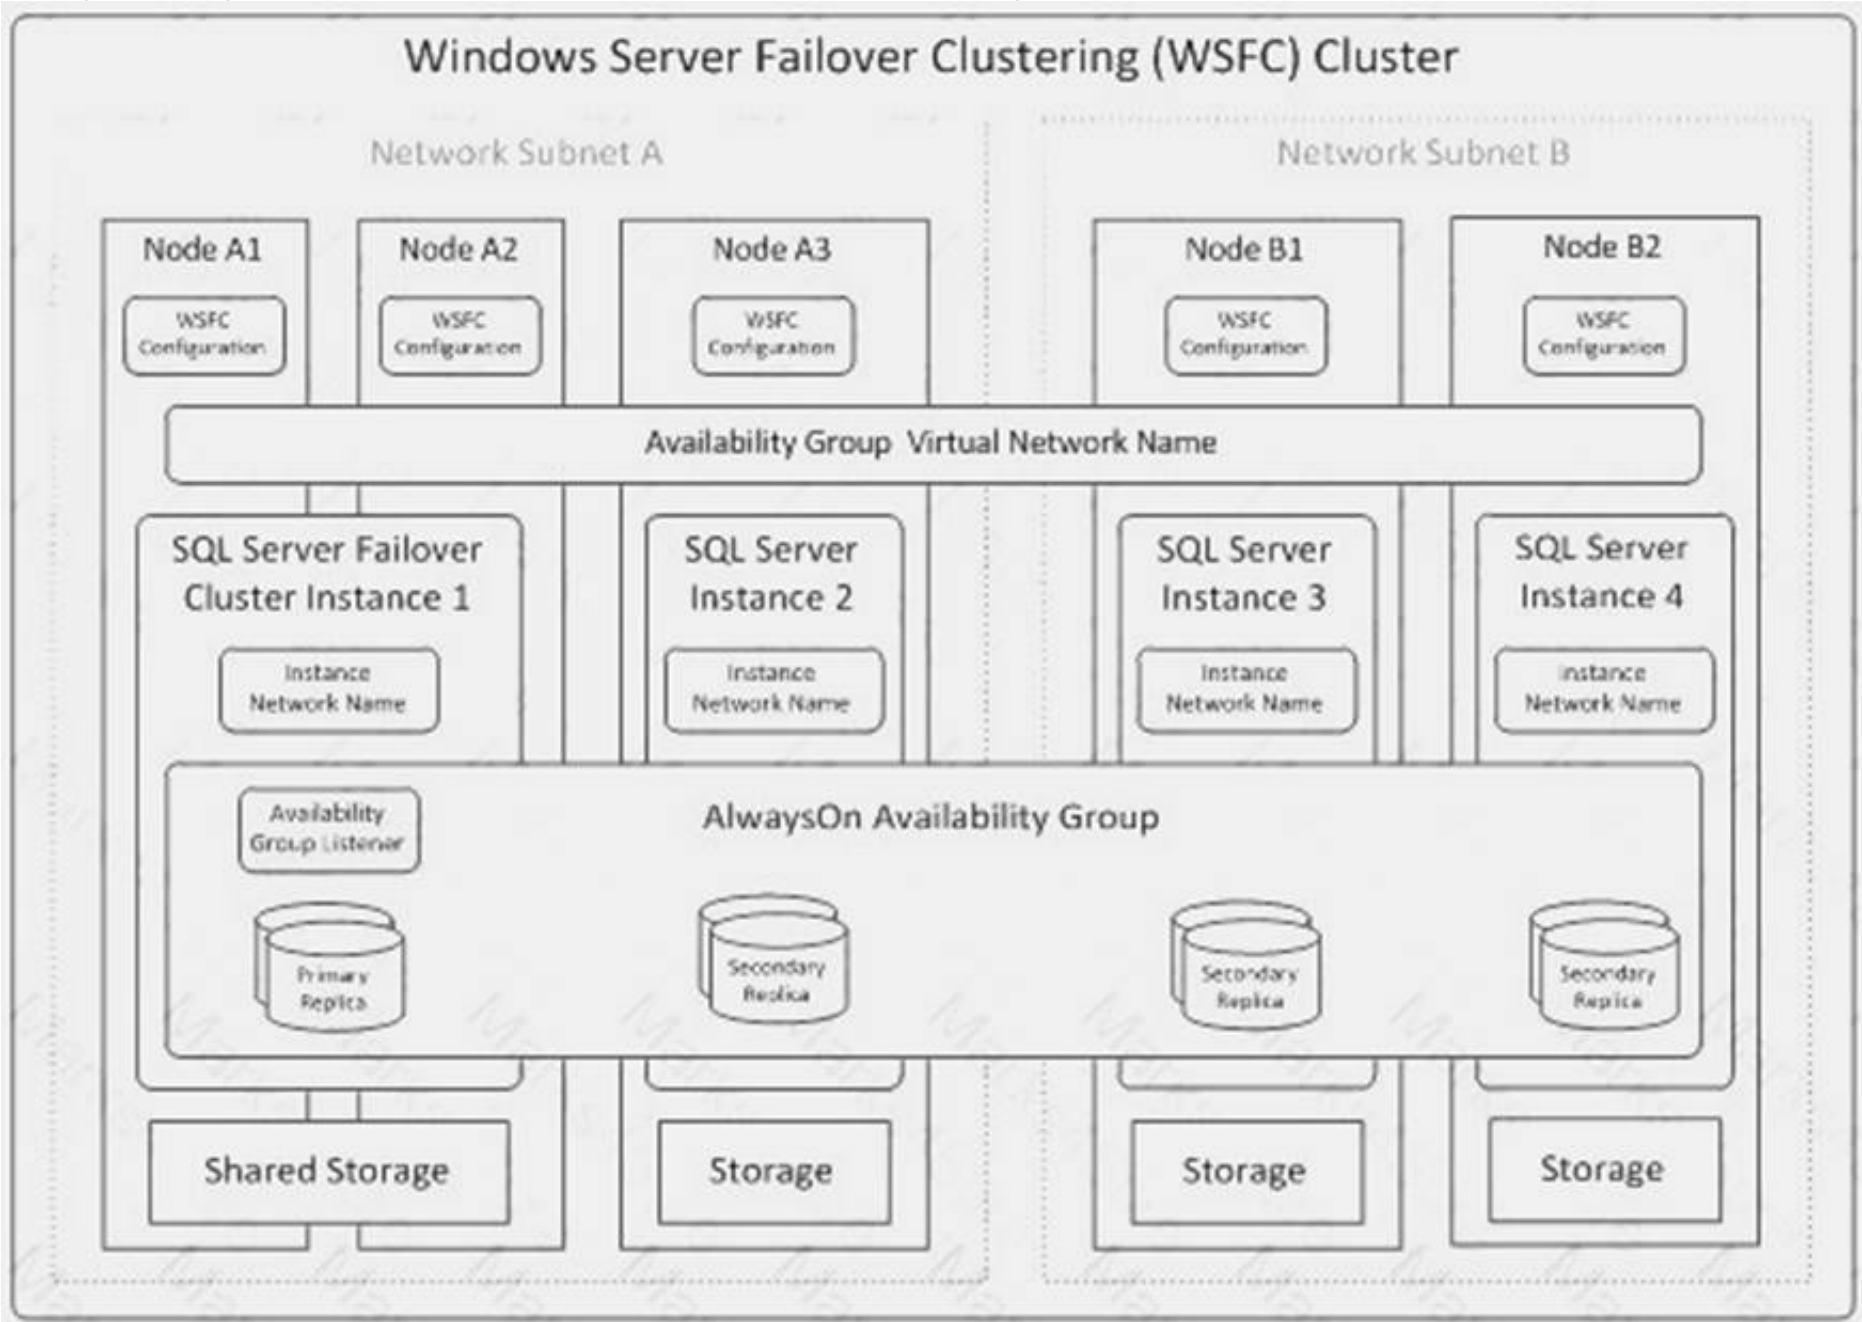 Windows Server Failover Clustering (WSFC) Cluster
Network Subnet A
Network Subnet B
Node A1
Node A2
Node A3
Node B1
Node B2
WSFC
Configuration
WSFC
Configuration
WSFC
Configuration
WSFC
Configuration
WSFC
Configuration
Availability Group Virtual Network Name
SQL Server Failover
Cluster Instance 1
SQL Server
Instance 2
SQL Server
Instance 3
SQL Server
Instance 4
Instance
Network Name
Instance
Network Name
Instance
Network Name
Instance
Network Name
Availability
Group Listener
AlwaysOn Availability Group
Primary
Replica
Secondary
Replica
Secondary
Replica
Secondary
Replica
Shared Storage
Storage
Storage
Storage